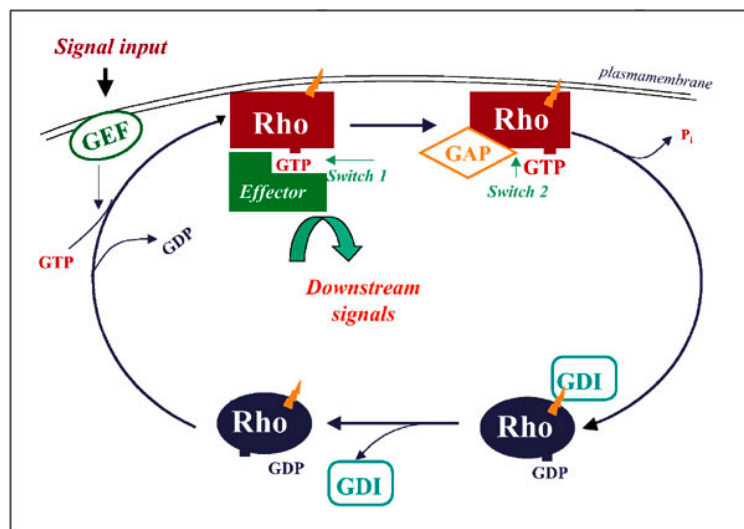 Signal input
plasmamembrane
GEF
Rho
GTP
Switch 1
Effector
Rho
GAP
GTP
Switch 2
Pi
GTP
GDP
Downstream
signals
GDI
Rho
GDP
GDI
Rho
GDP